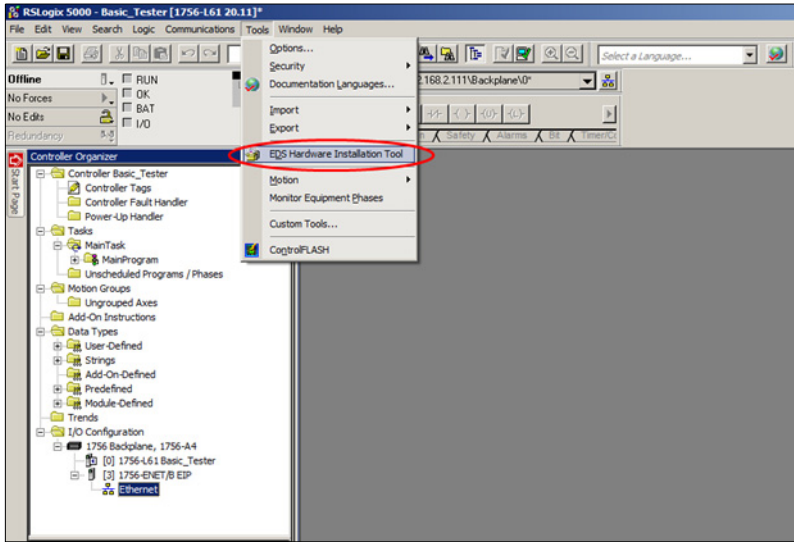 RSLogix 5000 - Basic_Tester [1756-L61 20.11]*
File Edit View Search Logic Communications Tools Window Help
Select a Language...
Options...
Security
Documentation Languages...
Import
Export
EDS Hardware Installation Tool
Motion
Monitor Equipment Phases
Custom Tools...
ControlFLASH
Offline
RUN
No Forces
OK
No Edits
BAT
Redundancy
I/O
2.168.2.111\Backplane\0*
Safety Alarms Bit Timer/C
Start Page
Controller Organizer
Controller Basic_Tester
Controller Tags
Controller Fault Handler
Power-Up Handler
Tasks
MainTask
MainProgram
Unscheduled Programs / Phases
Motion Groups
Ungrouped Axes
Add-On Instructions
Data Types
User-Defined
Strings
Add-On-Defined
Predefined
Module-Defined
Trends
I/O Configuration
1756 Backplane, 1756-A4
[0] 1756-L61 Basic_Tester
[3] 1756-ENET/B EIP
Ethernet